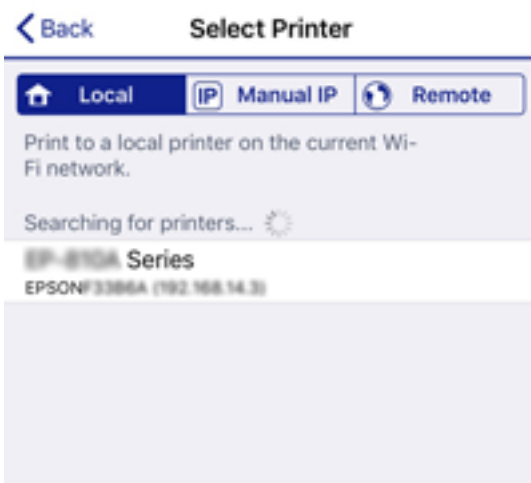 Back Select Printer
Local IP Manual IP Remote
Print to a local printer on the current Wi-
Fi network.
Searching for printers...
Series
EPSON